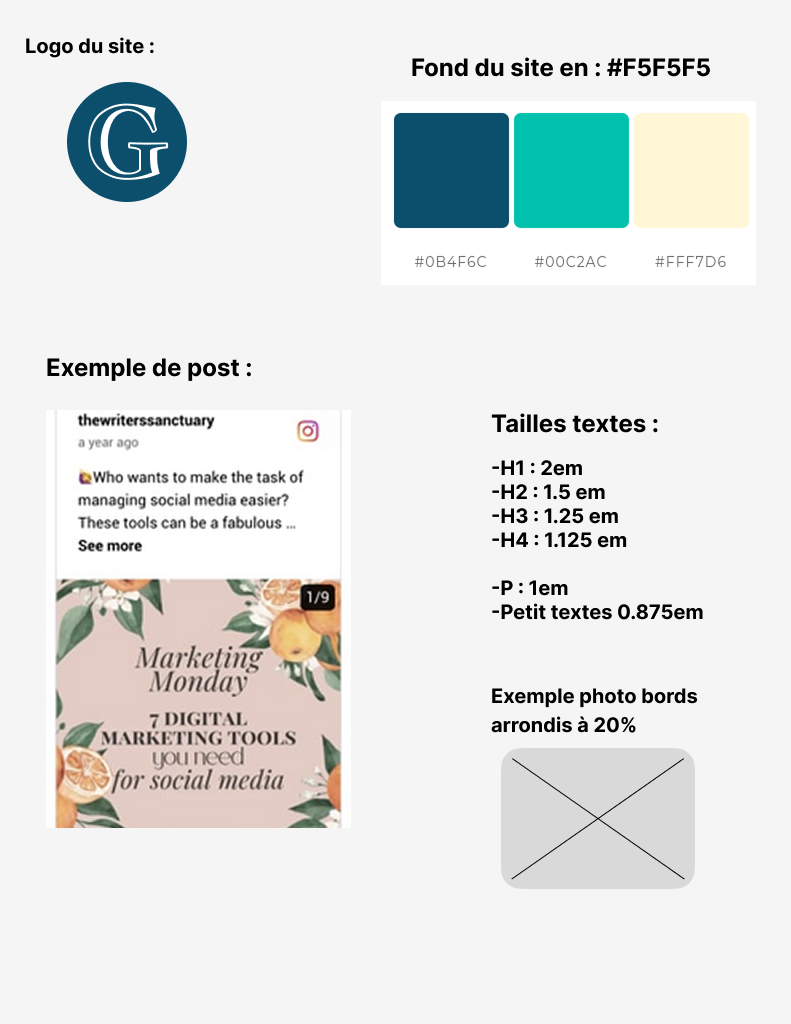 Logo du site :
G
Fond du site en : #F5F5F5
#0B4F6C
#00C2AC
#FFF7D6
Exemple de post :
thewriterssanctuary
a year ago
🙋Who wants to make the task of
managing social media easier?
These tools can be a fabulous ...
See more
1/9
Marketing
Monday
7 DIGITAL
MARKETING TOOLS
you need
for social media
Tailles textes :
-H1 : 2em
-H2 : 1.5 em
-H3 : 1.25 em
-H4 : 1.125 em
-P : 1em
-Petit textes 0.875em
Exemple photo bords
arrondis à 20%